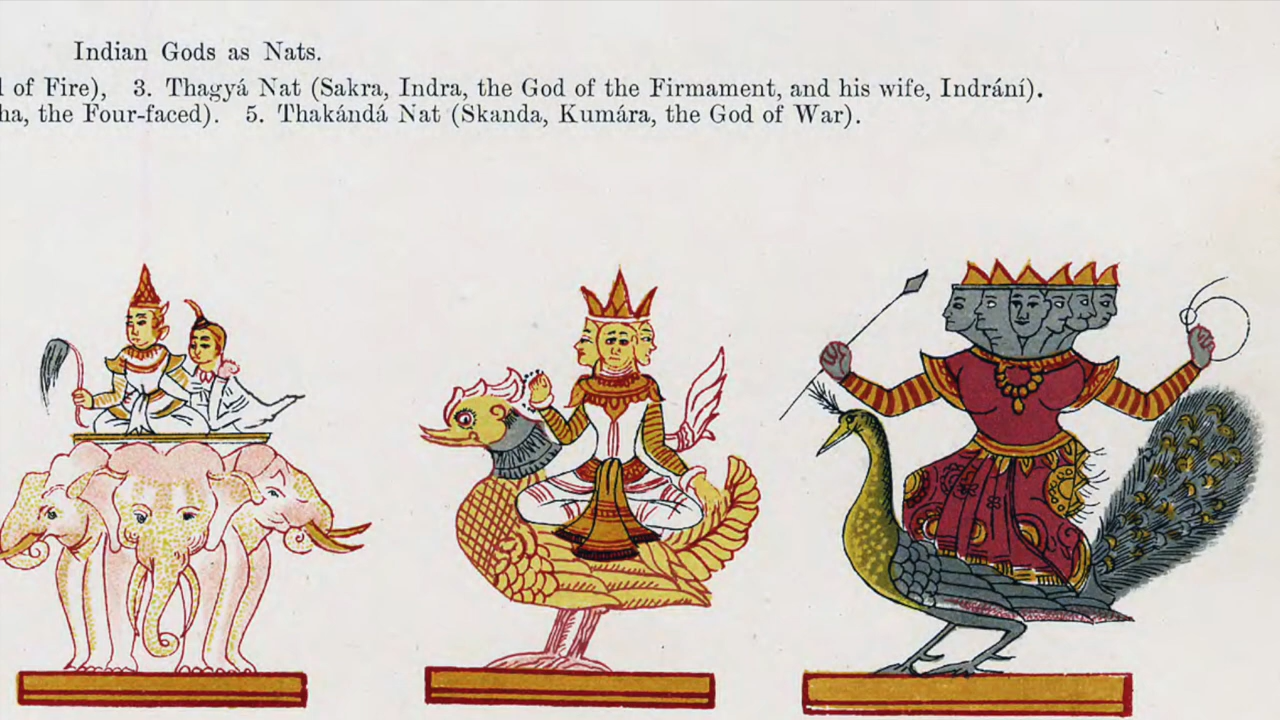 Indian Gods as Nats.
of Fire), 3. Thagyá Nat (Sakra, Indra, the God of the Firmament, and his wife, Indrání).
the Four-faced). 5. Thakándá Nat (Skanda, Kumára, the God of War).